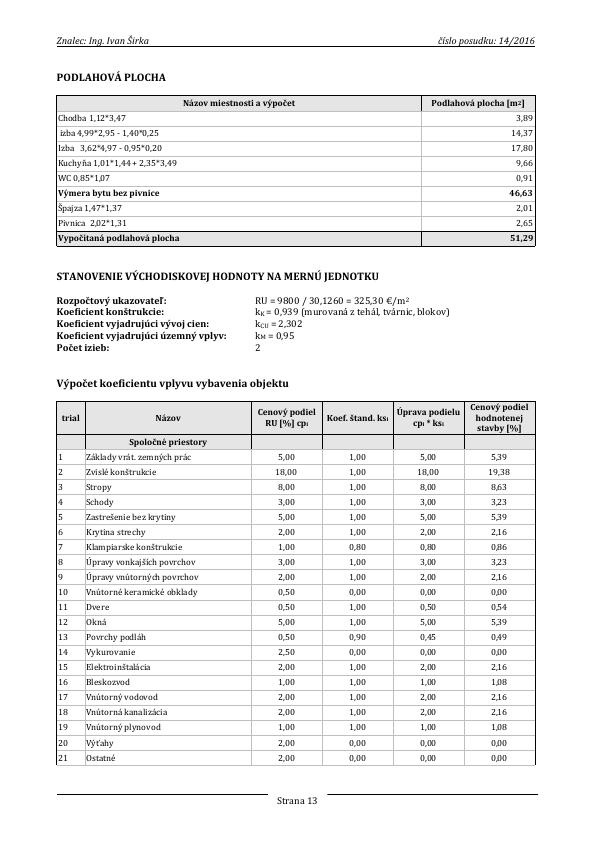 Znalec: Ing. Ivan Šírka číslo posudku: 14/2016
PODLAHOVÁ PLOCHA
Názov miestnosti a výpočet Podlahová plocha [m²]
Chodba 1,12*3,47 3,89
izba 4,99*2,95 - 1,40*0,25 14,37
Izba 3,62*4,97 - 0,95*0,20 17,80
Kuchyňa 1,01*1,44+ 2,35*3,49 9,66
WC 0,85*1,07 0,91
Výmera bytu bez pivnice 46,63
Špajza 1,47*1,37 2,01
Pivnica 2,02*1,31 2,65
Vypočítaná podlahová plocha 51,29
STANOVENIE VÝCHODISKOVEJ HODNOTY NA MERNÚ JEDNOTKU
Rozpočtový ukazovateľ: RU = 9800 / 30,1260 = 325,30 €/m²
Koeficient konštrukcie: kK = 0,939 (murovaná z tehál, tvárnic, blokov)
Koeficient vyjadrujúci vývoj cien: kCU = 2,302
Koeficient vyjadrujúci územný vplyv: kM = 0,95
Počet izieb: 2
Výpočet koeficientu vplyvu vybavenia objektu
trial Názov Cenový podiel RU [%] cpi Koef. štand. ksi Úprava podielu cpi * ksi Cenový podiel hodnotenej stavby [%]
Spoločné priestory
1 Základy vrát. zemných prác 5,00 1,00 5,00 5,39
2 Zvislé konštrukcie 18,00 1,00 18,00 19,38
3 Stropy 8,00 1,00 8,00 8,63
4 Schody 3,00 1,00 3,00 3,23
5 Zastrešenie bez krytiny 5,00 1,00 5,00 5,39
6 Krytina strechy 2,00 1,00 2,00 2,16
7 Klampiarske konštrukcie 1,00 0,80 0,80 0,86
8 Úpravy vonkajších povrchov 3,00 1,00 3,00 3,23
9 Úpravy vnútorných povrchov 2,00 1,00 2,00 2,16
10 Vnútorné keramické obklady 0,50 0,00 0,00 0,00
11 Dvere 0,50 1,00 0,50 0,54
12 Okná 5,00 1,00 5,00 5,39
13 Povrchy podláh 0,50 0,90 0,45 0,49
14 Vykurovanie 2,50 0,00 0,00 0,00
15 Elektroinštalácia 2,00 1,00 2,00 2,16
16 Bleskozvod 1,00 1,00 1,00 1,08
17 Vnútorný vodovod 2,00 1,00 2,00 2,16
18 Vnútorná kanalizácia 2,00 1,00 2,00 2,16
19 Vnútorný plynovod 1,00 1,00 1,00 1,08
20 Výťahy 2,00 0,00 0,00 0,00
21 Ostatné 2,00 0,00 0,00 0,00
Strana 13